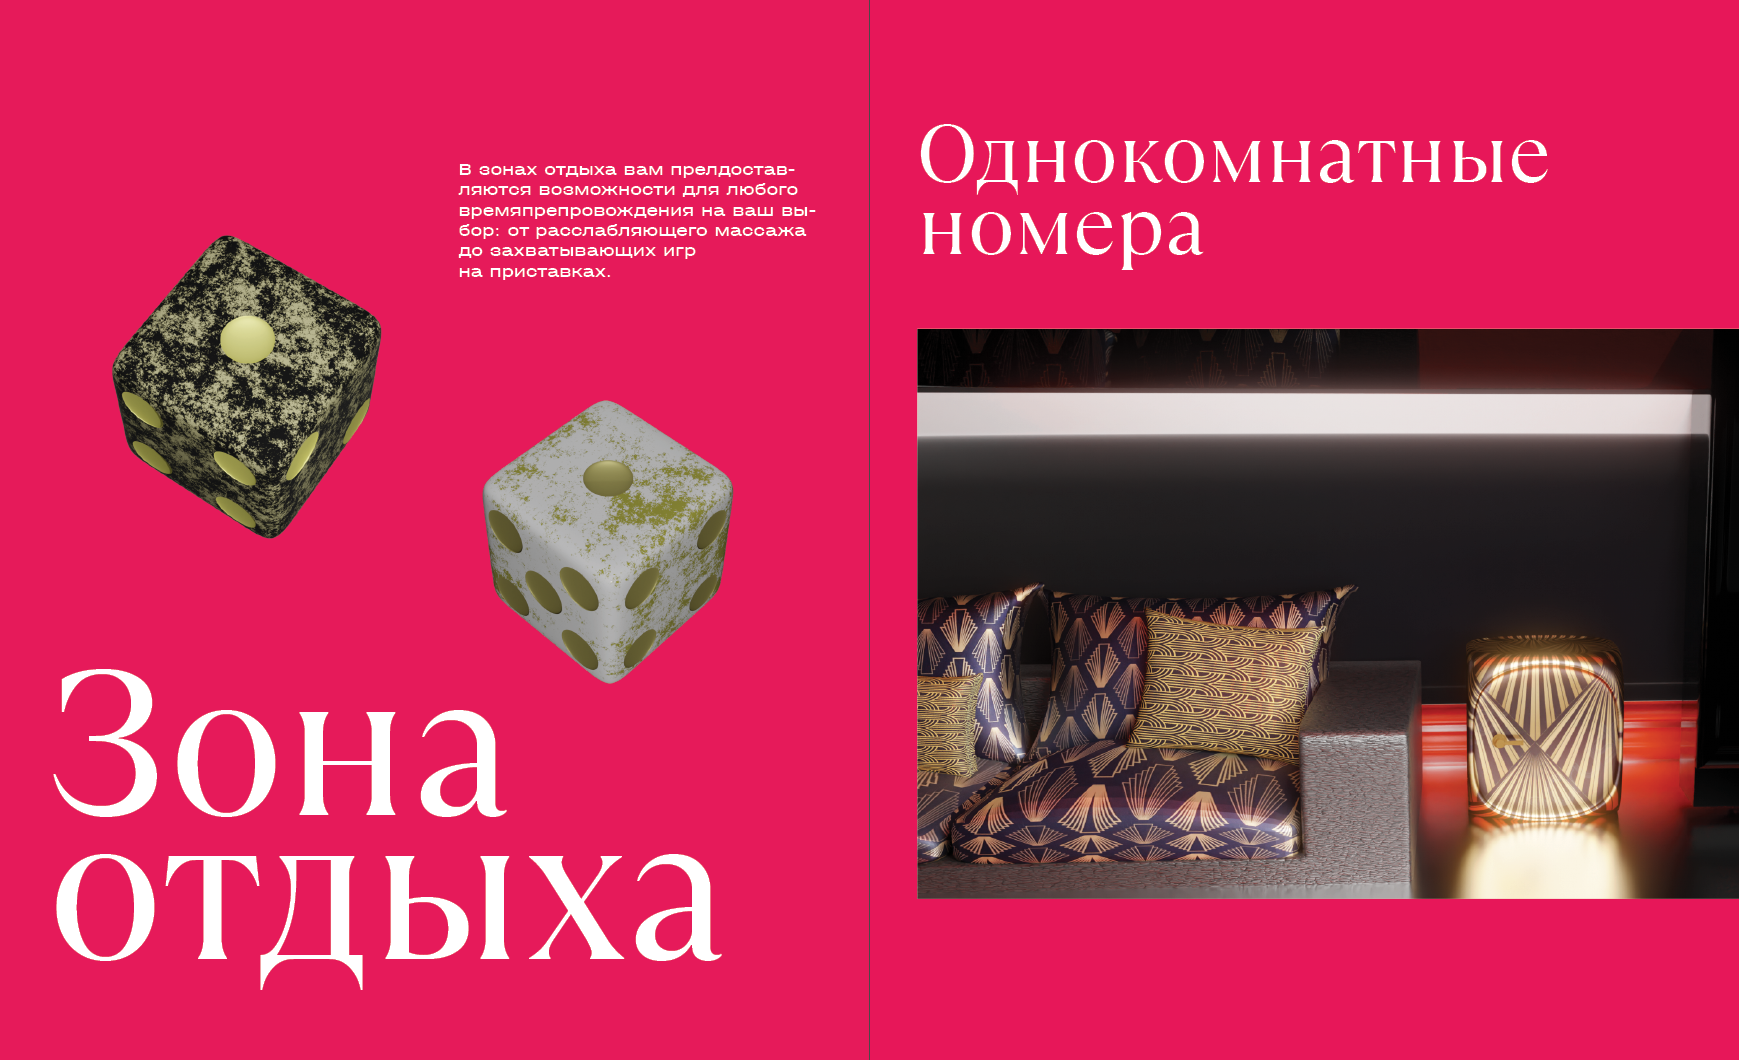 В зонах отдыха вам прелдостав-
ляются возможности для любого
времяпрепровождения на ваш вы-
бор: от расслабляющего массажа
до захватывающих игр
на приставках.
Зона
отдыха
Однокомнатные
номера